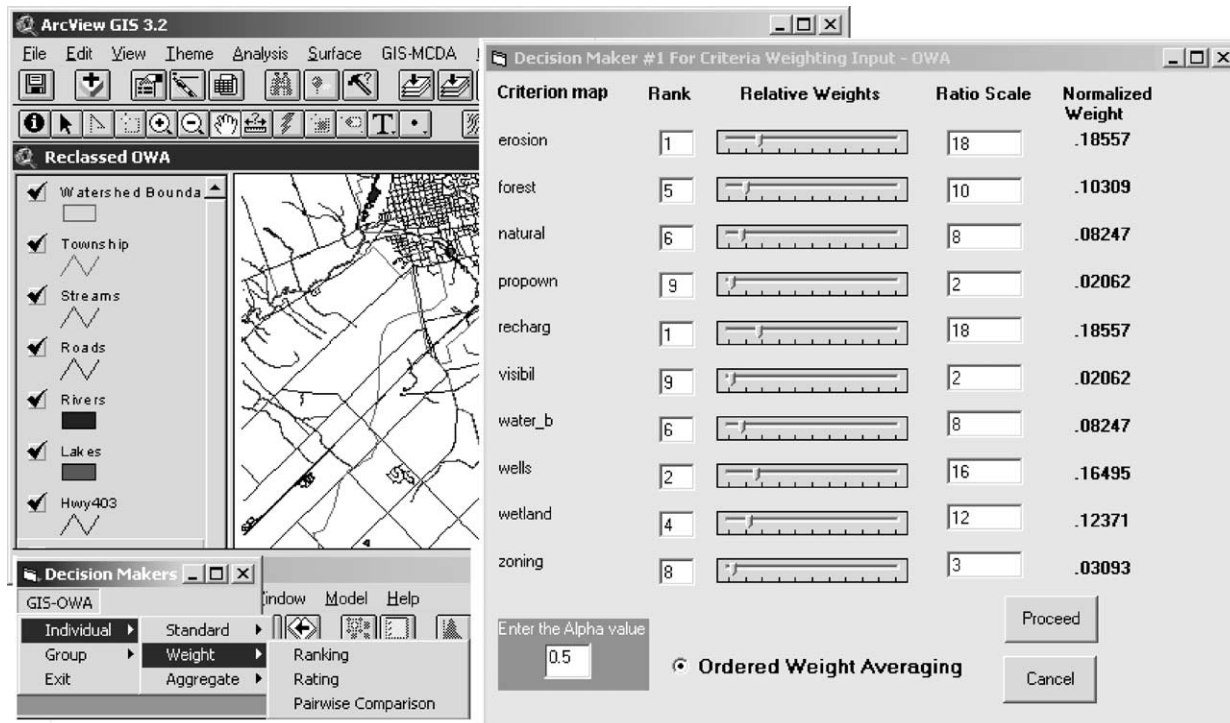 ArcView GIS 3.2
File Edit View Theme Analysis Surface GIS-MCDA
Reclassed OWA
Watershed Bounda
Township
Streams
Roads
Rivers
Lakes
Hwy403
Decision Makers
GIS-OWA
Window Model Help
Individual
Group
Exit
Standard
Weight
Aggregate
Ranking
Rating
Pairwise Comparison
Decision Maker #1 For Criteria Weighting Input - OWA
Criterion map Rank Relative Weights Ratio Scale Normalized Weight
erosion 1 18 .18557
forest 5 10 .10309
natural 6 8 .08247
propown 9 2 .02062
recharg 1 18 .18557
visibil 9 2 .02062
water_b 6 8 .08247
wells 2 16 .16495
wetland 4 12 .12371
zoning 8 3 .03093
Enter the Alpha value
0.5
Ordered Weight Averaging
Proceed
Cancel